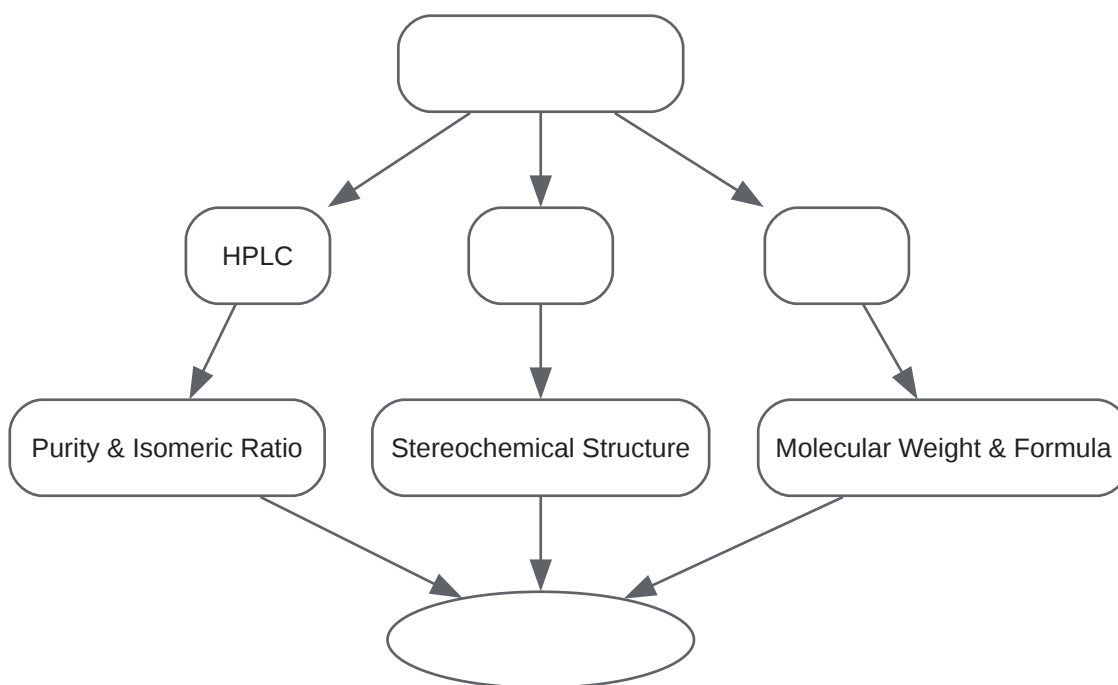 HPLC
Purity & Isomeric Ratio
Stereochemical Structure
Molecular Weight & Formula